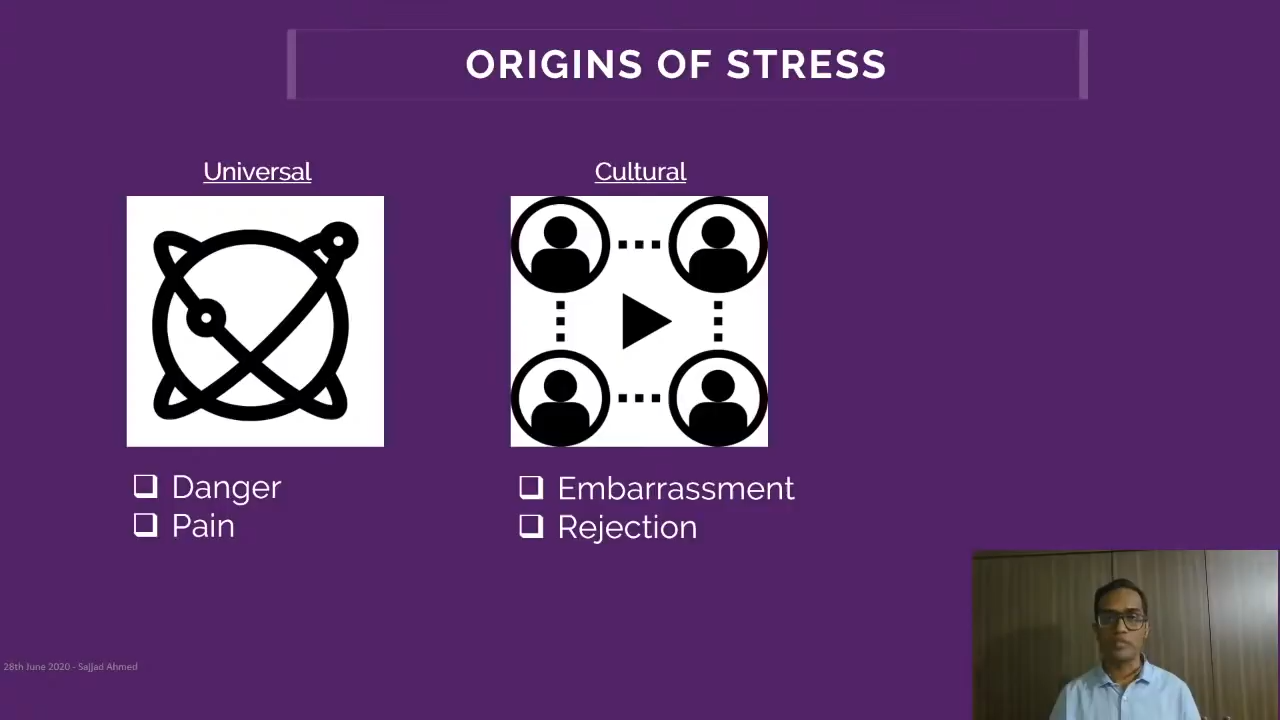 ORIGINS OF STRESS
Universal
Cultural
Danger
Pain
Embarrassment
Rejection
28th June 2020 - Sajjad Ahmed